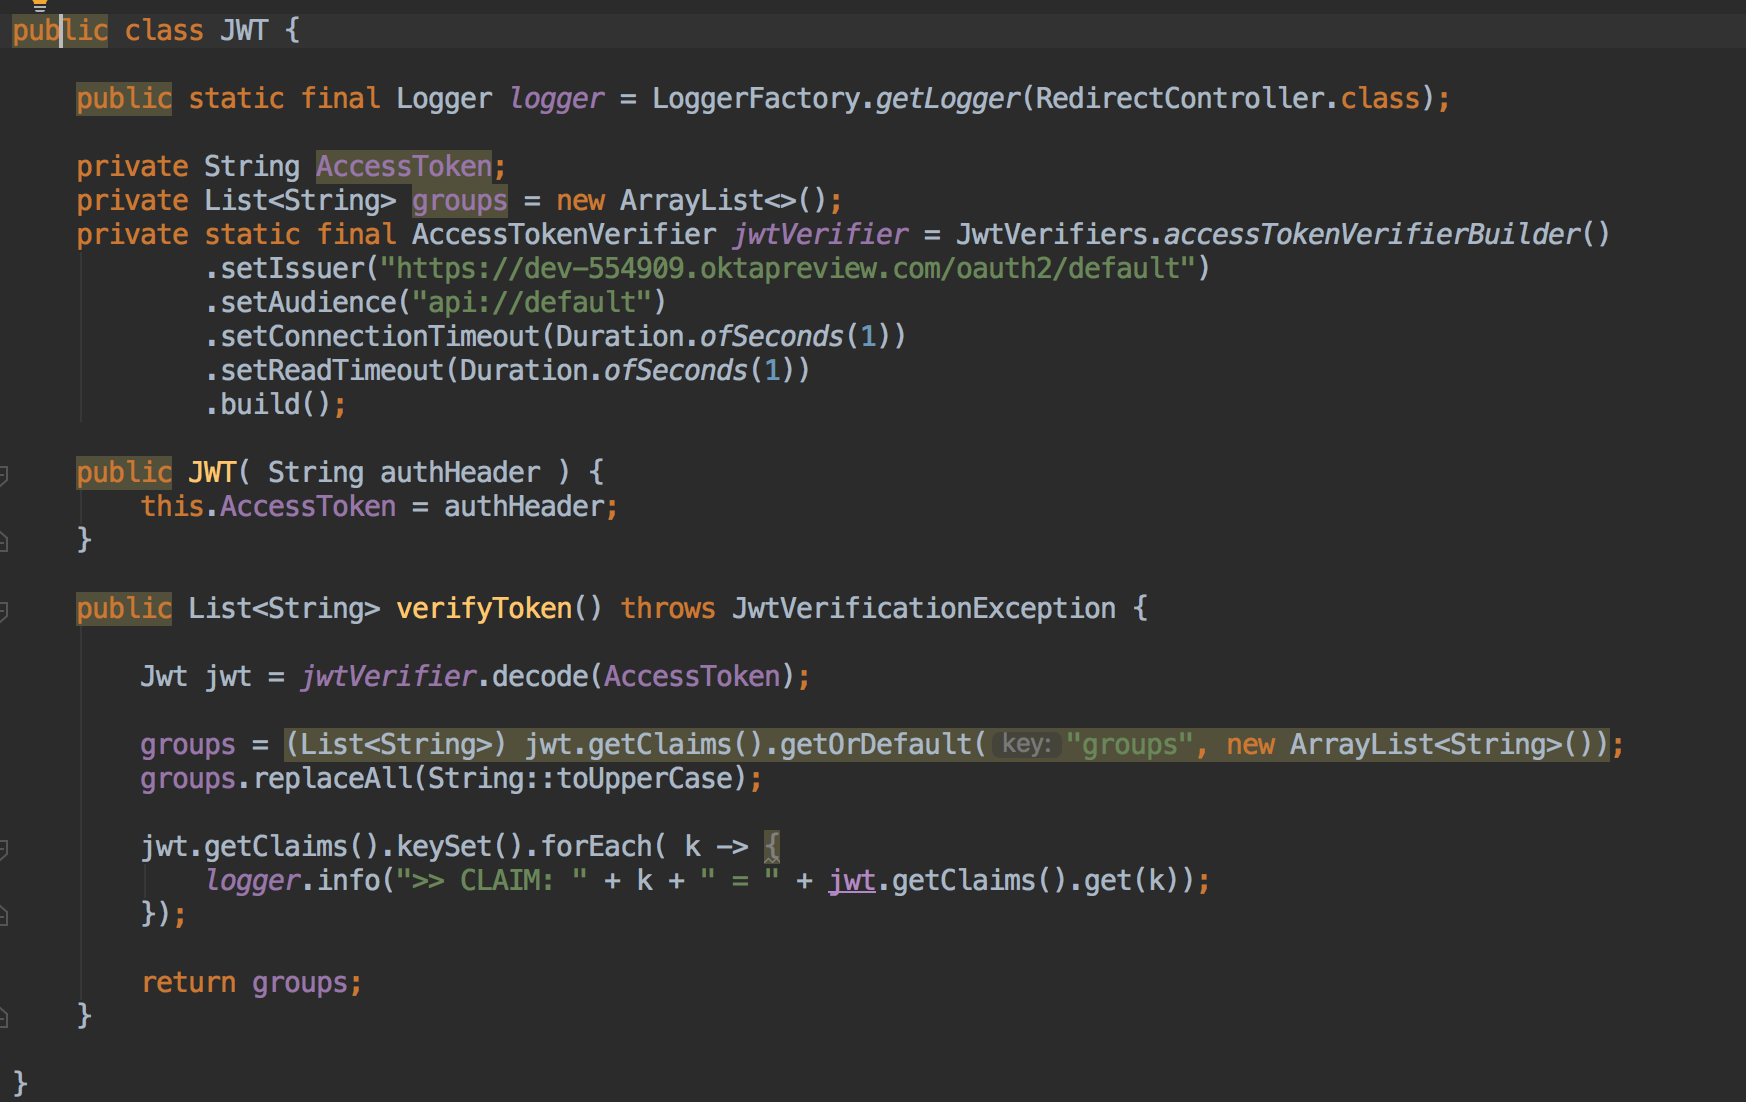 public class JWT {
public static final Logger logger = LoggerFactory.getLogger(RedirectController.class);
private String AccessToken;
private List<String> groups = new ArrayList<>();
private static final AccessTokenVerifier jwtVerifier = JwtVerifiers.accessTokenVerifierBuilder()
.setIssuer("https://dev-554909.oktapreview.com/oauth2/default")
.setAudience("api://default")
.setConnectionTimeout(Duration.ofSeconds(1))
.setReadTimeout(Duration.ofSeconds(1))
.build();
public JWT( String authHeader ) {
this.AccessToken = authHeader;
}
public List<String> verifyToken() throws JwtVerificationException {
Jwt jwt = jwtVerifier.decode(AccessToken);
groups = (List<String>) jwt.getClaims().getOrDefault( key: "groups", new ArrayList<String>());
groups.replaceAll(String::toUpperCase);
jwt.getClaims().keySet().forEach( k -> {
logger.info(">> CLAIM: " + k + " = " + jwt.getClaims().get(k));
});
return groups;
}
}